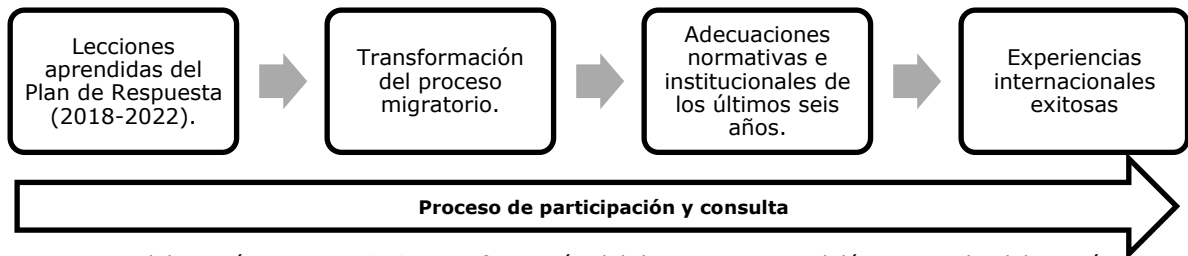 Lecciones
aprendidas del
Plan de Respuesta
(2018-2022).
Transformación
del proceso
migratorio.
Adecuaciones
normativas e
institucionales de
los últimos seis
años.
Experiencias
internacionales
exitosas
Proceso de participación y consulta